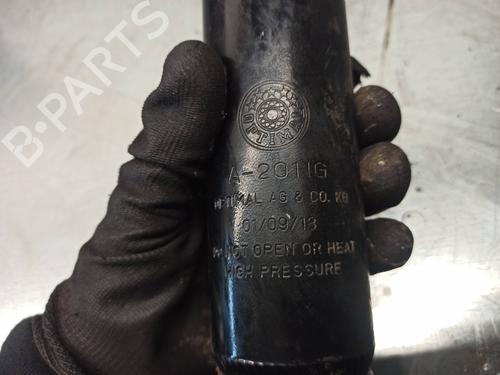 B-PARTS
OPTIMAL
A-2011G
OPTIMAL AG & CO. KG
01/09/13
DO NOT OPEN OR HEAT
HIGH PRESSURE